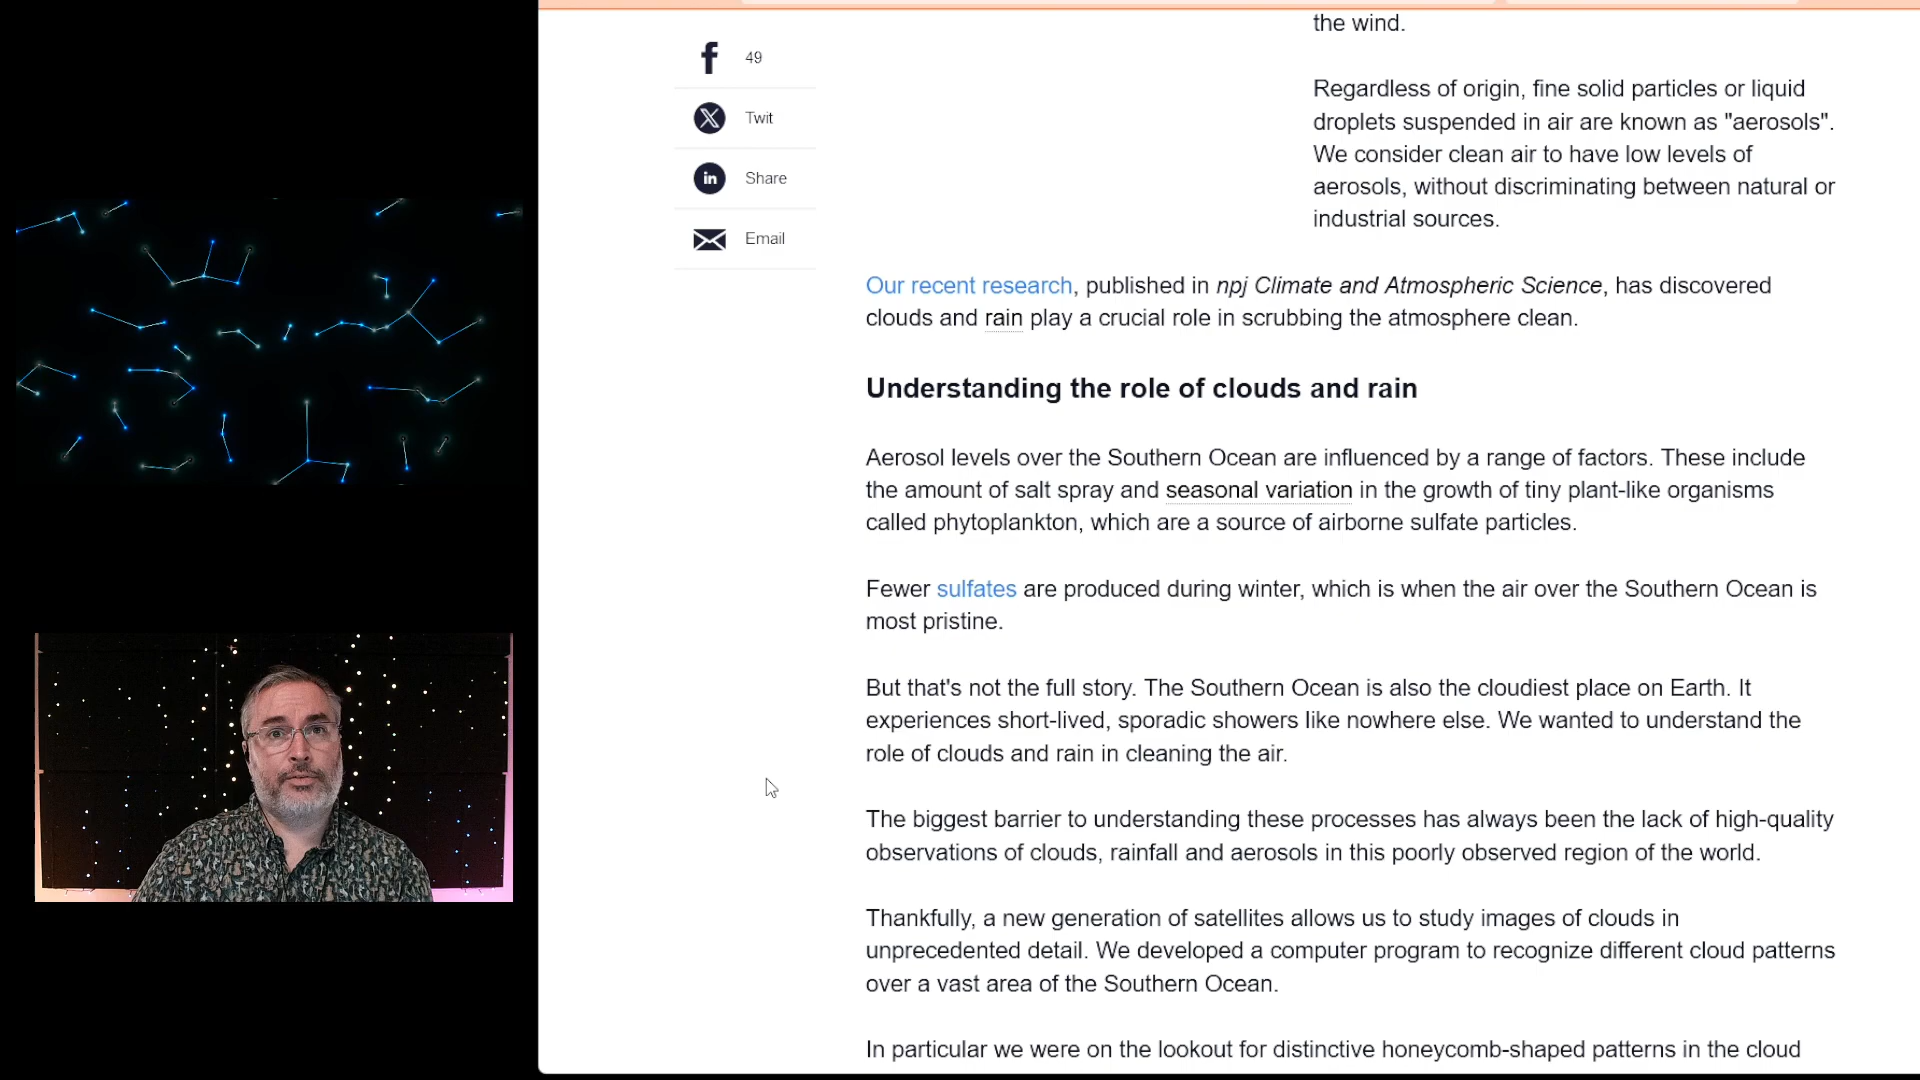 the wind.
49
Twit
Share
Email
Regardless of origin, fine solid particles or liquid
droplets suspended in air are known as "aerosols".
We consider clean air to have low levels of
aerosols, without discriminating between natural or
industrial sources.
Our recent research, published in npj Climate and Atmospheric Science, has discovered
clouds and rain play a crucial role in scrubbing the atmosphere clean.
Understanding the role of clouds and rain
Aerosol levels over the Southern Ocean are influenced by a range of factors. These include
the amount of salt spray and seasonal variation in the growth of tiny plant-like organisms
called phytoplankton, which are a source of airborne sulfate particles.
Fewer sulfates are produced during winter, which is when the air over the Southern Ocean is
most pristine.
But that's not the full story. The Southern Ocean is also the cloudiest place on Earth. It
experiences short-lived, sporadic showers like nowhere else. We wanted to understand the
role of clouds and rain in cleaning the air.
The biggest barrier to understanding these processes has always been the lack of high-quality
observations of clouds, rainfall and aerosols in this poorly observed region of the world.
Thankfully, a new generation of satellites allows us to study images of clouds in
unprecedented detail. We developed a computer program to recognize different cloud patterns
over a vast area of the Southern Ocean.
In particular we were on the lookout for distinctive honeycomb-shaped patterns in the cloud